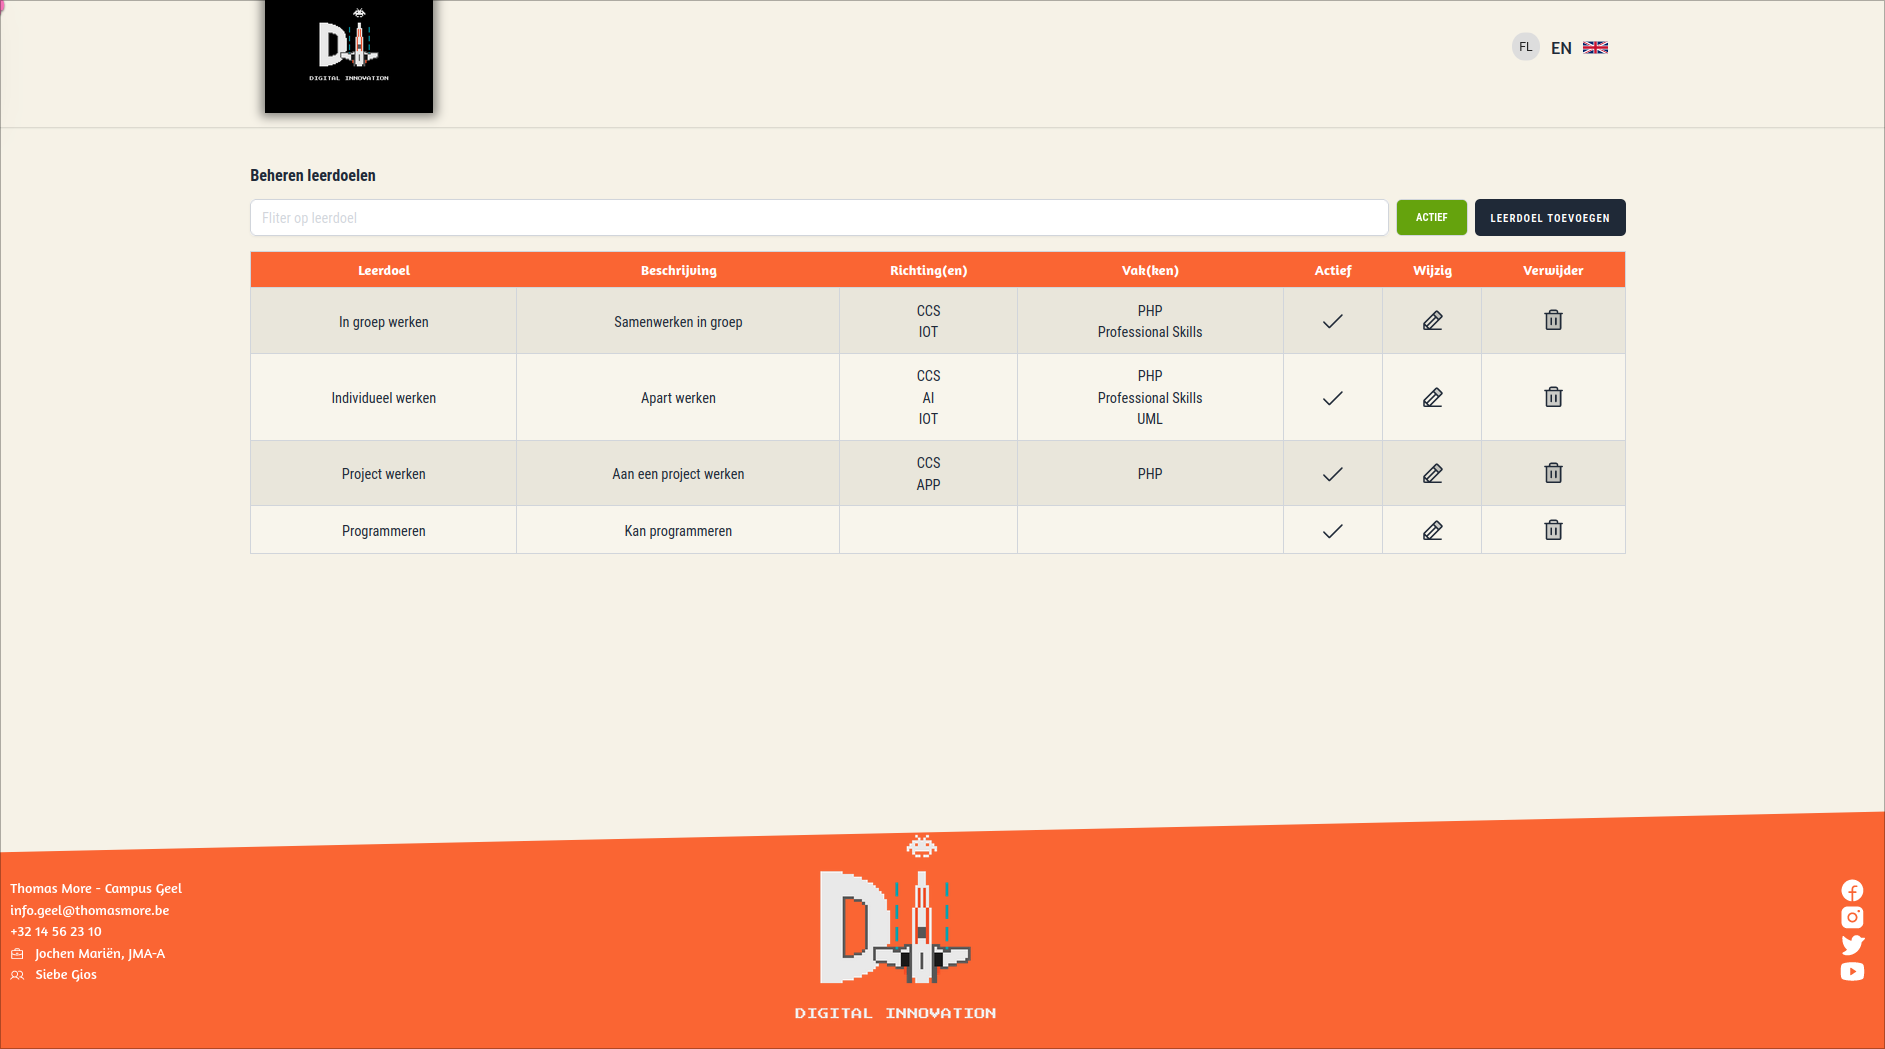 DIGITAL INNOVATION
FL EN
Beheren leerdoelen
Fliter op leerdoel
ACTIEF
LEERDOEL TOEVOEGEN
Leerdoel Beschrijving Richting(en) Vak(ken) Actief Wijzig Verwijder
In groep werken Samenwerken in groep CCS PHP
IOT Professional Skills
Individueel werken Apart werken CCS PHP
AI Professional Skills
IOT UML
Project werken Aan een project werken CCS PHP
APP
Programmeren Kan programmeren
Thomas More - Campus Geel
info.geel@thomasmore.be
+32 14 56 23 10
Jochen Mariën, JMA-A
Siebe Gios
DI
DIGITAL INNOVATION